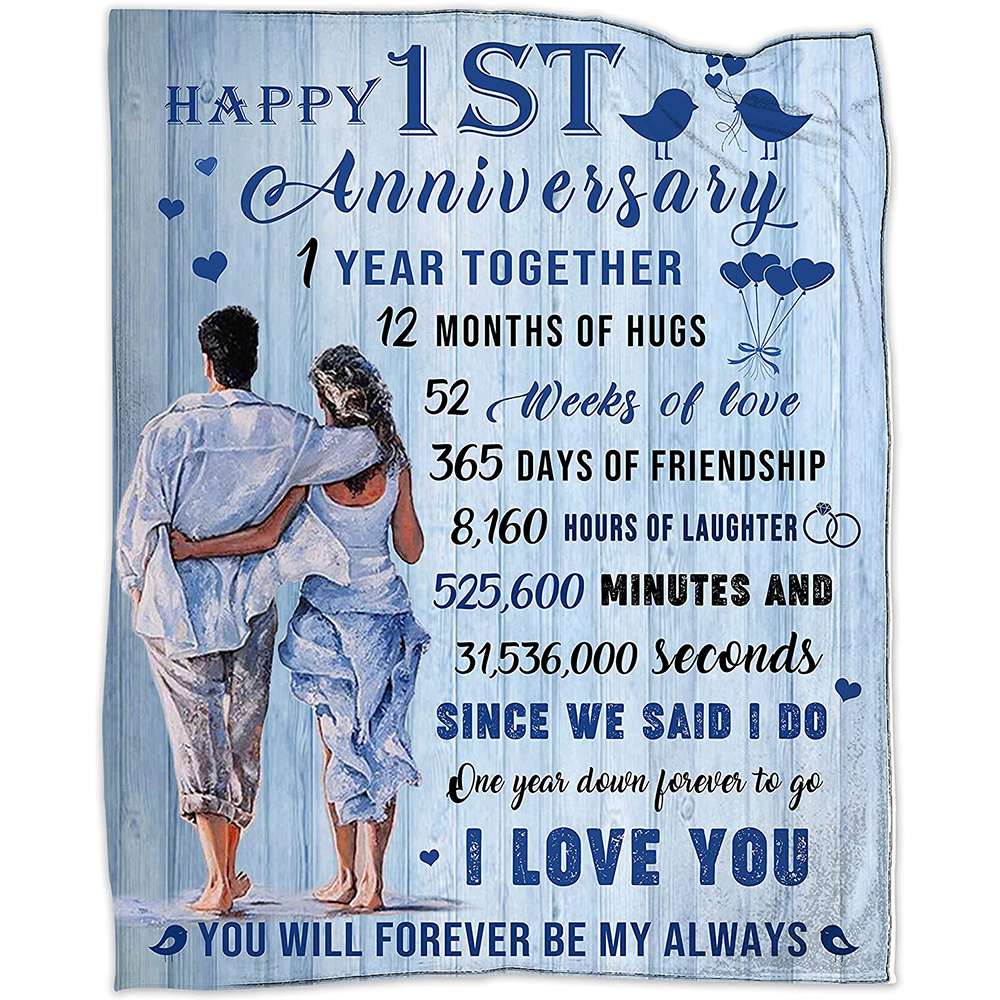 HAPPY 1ST
Anniversary
1 YEAR TOGETHER
12 MONTHS OF HUGS
52 Weeks of love
365 DAYS OF FRIENDSHIP
8,160 HOURS OF LAUGHTER
525,600 MINUTES AND
31,536,000 seconds
SINCE WE SAID I DO
One year down forever to go
I LOVE YOU
YOU WILL FOREVER BE MY ALWAYS